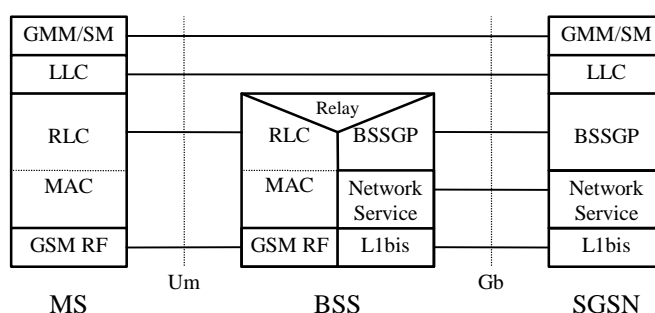 GMM/SM
LLC
RLC
MAC
GSM RF
MS
Um
Relay
RLC
BSSGP
MAC
Network
Service
GSM RF
L1bis
BSS
Gb
GMM/SM
LLC
BSSGP
Network
Service
L1bis
SGSN